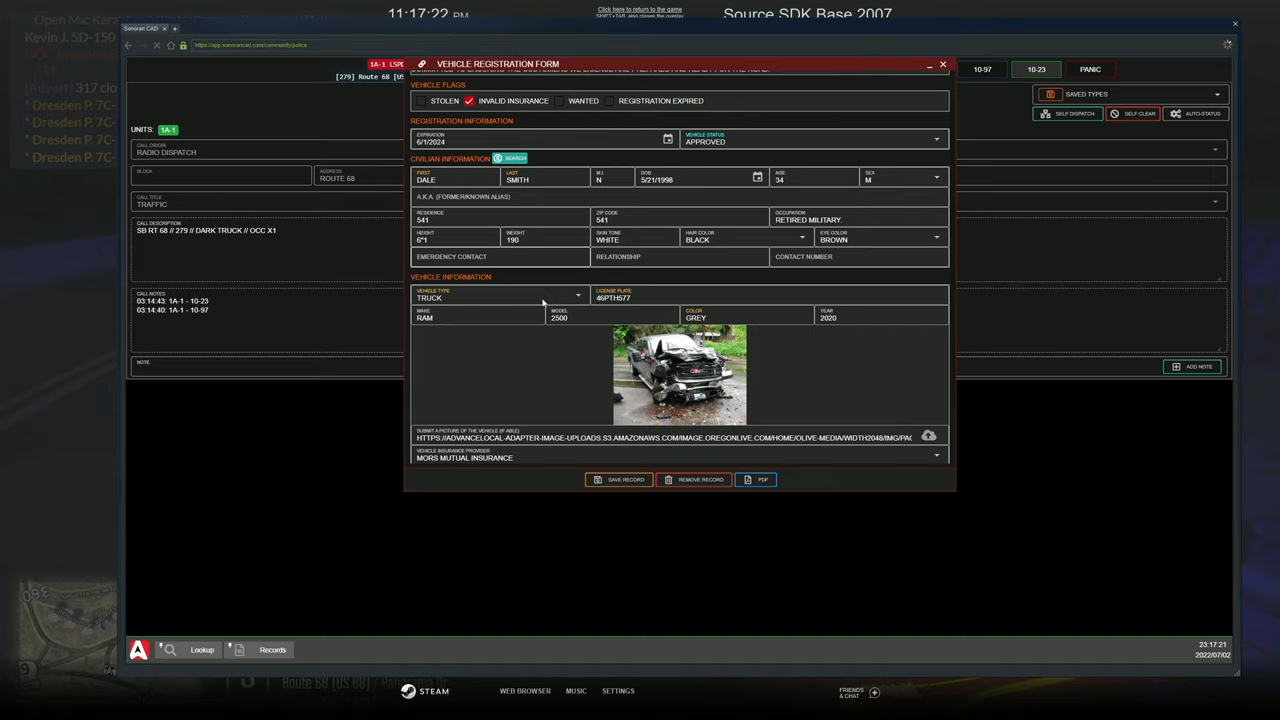 11:17:22 PM
Click here to return to the game
SHIFT+TAB also closes the overlay
Source SDK Base 2007
Open Mic Kara
Kevin J. 5D-150
[Advert] 317 clo
* Dresden P. 7C-
* Dresden P. 7C-
* Dresden P. 7C-
* Dresden P. 7C-
Sonoran CAD
https://app.sonorancad.com/community/police
1A-1 LSPD
[279] Route 68 [US
10-97
10-23
PANIC
SAVED TYPES
SELF DISPATCH
SELF CLEAR
AUTO-STATUS
UNITS: 1A-1
CALL ORIGIN
RADIO DISPATCH
BLOCK
ADDRESS
ROUTE 68
CALL TITLE
TRAFFIC
CALL DESCRIPTION
SB RT 68 // 279 // DARK TRUCK // OCC X1
CALL NOTES
03:14:43: 1A-1 - 10-23
03:14:40: 1A-1 - 10-97
NOTE
ADD NOTE
VEHICLE REGISTRATION FORM
VEHICLE FLAGS
STOLEN INVALID INSURANCE WANTED REGISTRATION EXPIRED
REGISTRATION INFORMATION
EXPIRATION
6/1/2024
VEHICLE STATUS
APPROVED
CIVILIAN INFORMATION SEARCH
FIRST
DALE
LAST
SMITH
M.I.
N
DOB
5/21/1998
AGE
34
SEX
M
A.K.A. (FORMER/KNOWN ALIAS)
RESIDENCE
541
ZIP CODE
541
OCCUPATION
RETIRED MILITARY.
HEIGHT
6"1
WEIGHT
190
SKIN TONE
WHITE
HAIR COLOR
BLACK
EYE COLOR
BROWN
EMERGENCY CONTACT
RELATIONSHIP
CONTACT NUMBER
VEHICLE INFORMATION
VEHICLE TYPE
TRUCK
LICENSE PLATE
46PTH577
MAKE
RAM
MODEL
2500
COLOR
GREY
YEAR
2020
SUBMIT A PICTURE OF THE VEHICLE (IF ABLE)
HTTPS://ADVANCELOCAL-ADAPTER-IMAGE-UPLOADS.S3.AMAZONAWS.COM/IMAGE.OREGONLIVE.COM/HOME/OLIVE-MEDIA/WIDTH2048/IMG/PAC
VEHICLE INSURANCE PROVIDER
MORS MUTUAL INSURANCE
SAVE RECORD
REMOVE RECORD
PDF
Lookup
Records
23:17:21
2022/07/02
Route 68 [US 68] / Panorama Dr
STEAM
WEB BROWSER
MUSIC
SETTINGS
FRIENDS
& CHAT